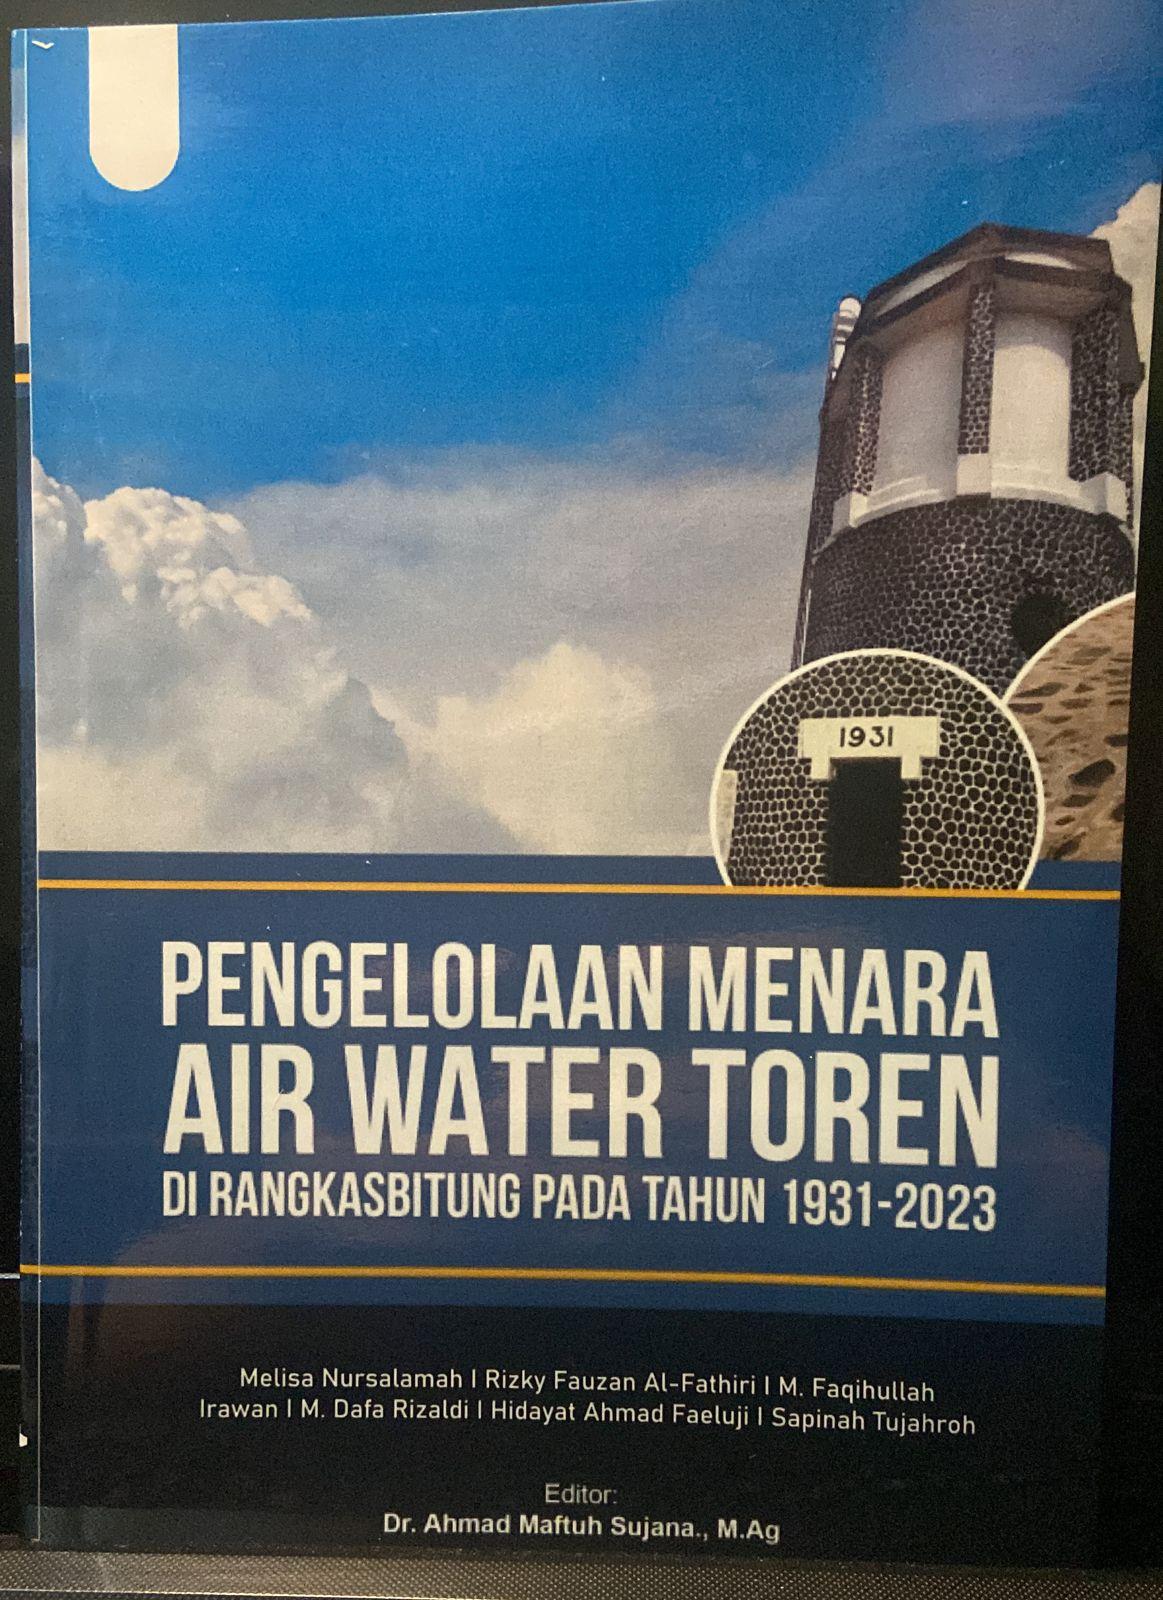 1931
PENGELOLAAN MENARA
AIR WATER TOREN
DI RANGKASBITUNG PADA TAHUN 1931-2023
Melisa Nursalamah I Rizky Fauzan Al-Fathiri I M. Faqihullah
Irawan I M. Dafa Rizaldi I Hidayat Ahmad Faeluji I Sapinah Tujahroh
Editor:
Dr. Ahmad Maftuh Sujana., M.Ag